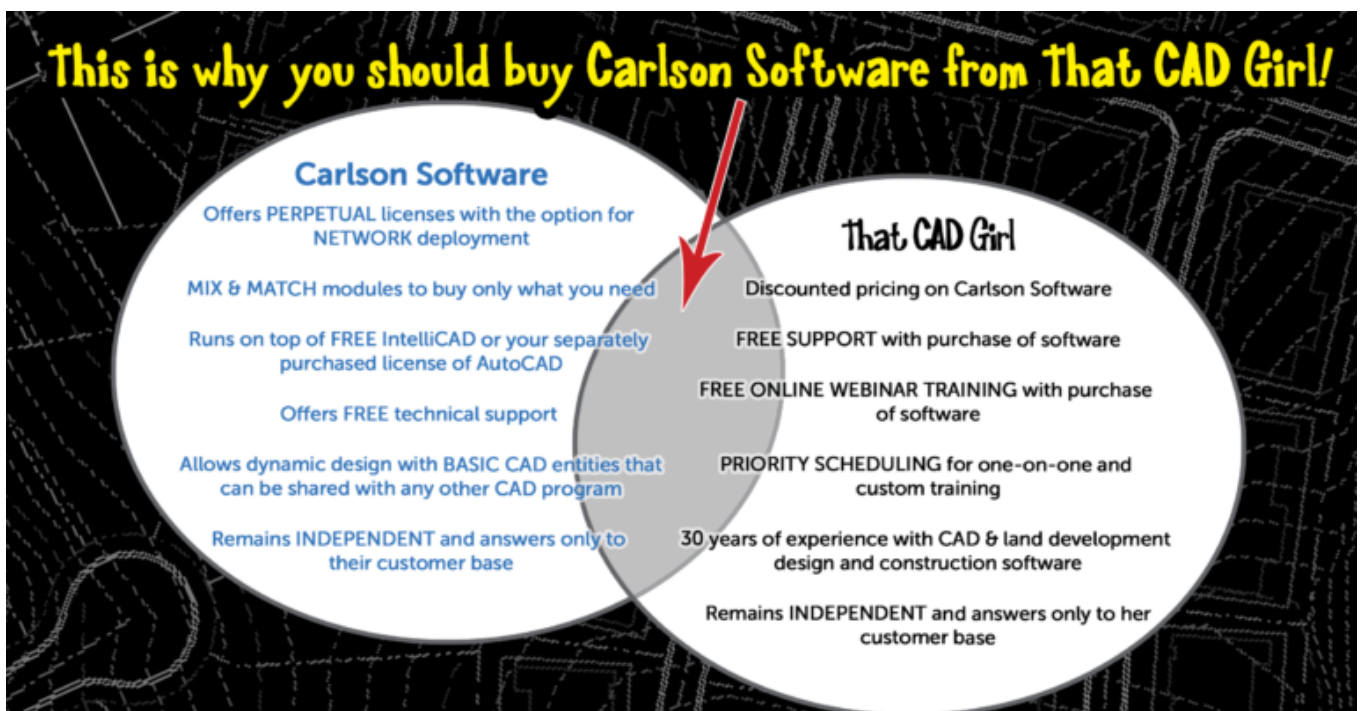 This is why you should buy Carlson Software from That CAD Girl!
Carlson Software
Offers PERPETUAL licenses with the option for
NETWORK deployment
MIX & MATCH modules to buy only what you need
Runs on top of FREE IntelliCAD or your separately
purchased license of AutoCAD
Offers FREE technical support
Allows dynamic design with BASIC CAD entities that
can be shared with any other CAD program
Remains INDEPENDENT and answers only to
their customer base
That CAD Girl
Discounted pricing on Carlson Software
FREE SUPPORT with purchase of software
FREE ONLINE WEBINAR TRAINING with purchase
of software
PRIORITY SCHEDULING for one-on-one and
custom training
30 years of experience with CAD & land development
design and construction software
Remains INDEPENDENT and answers only to her
customer base